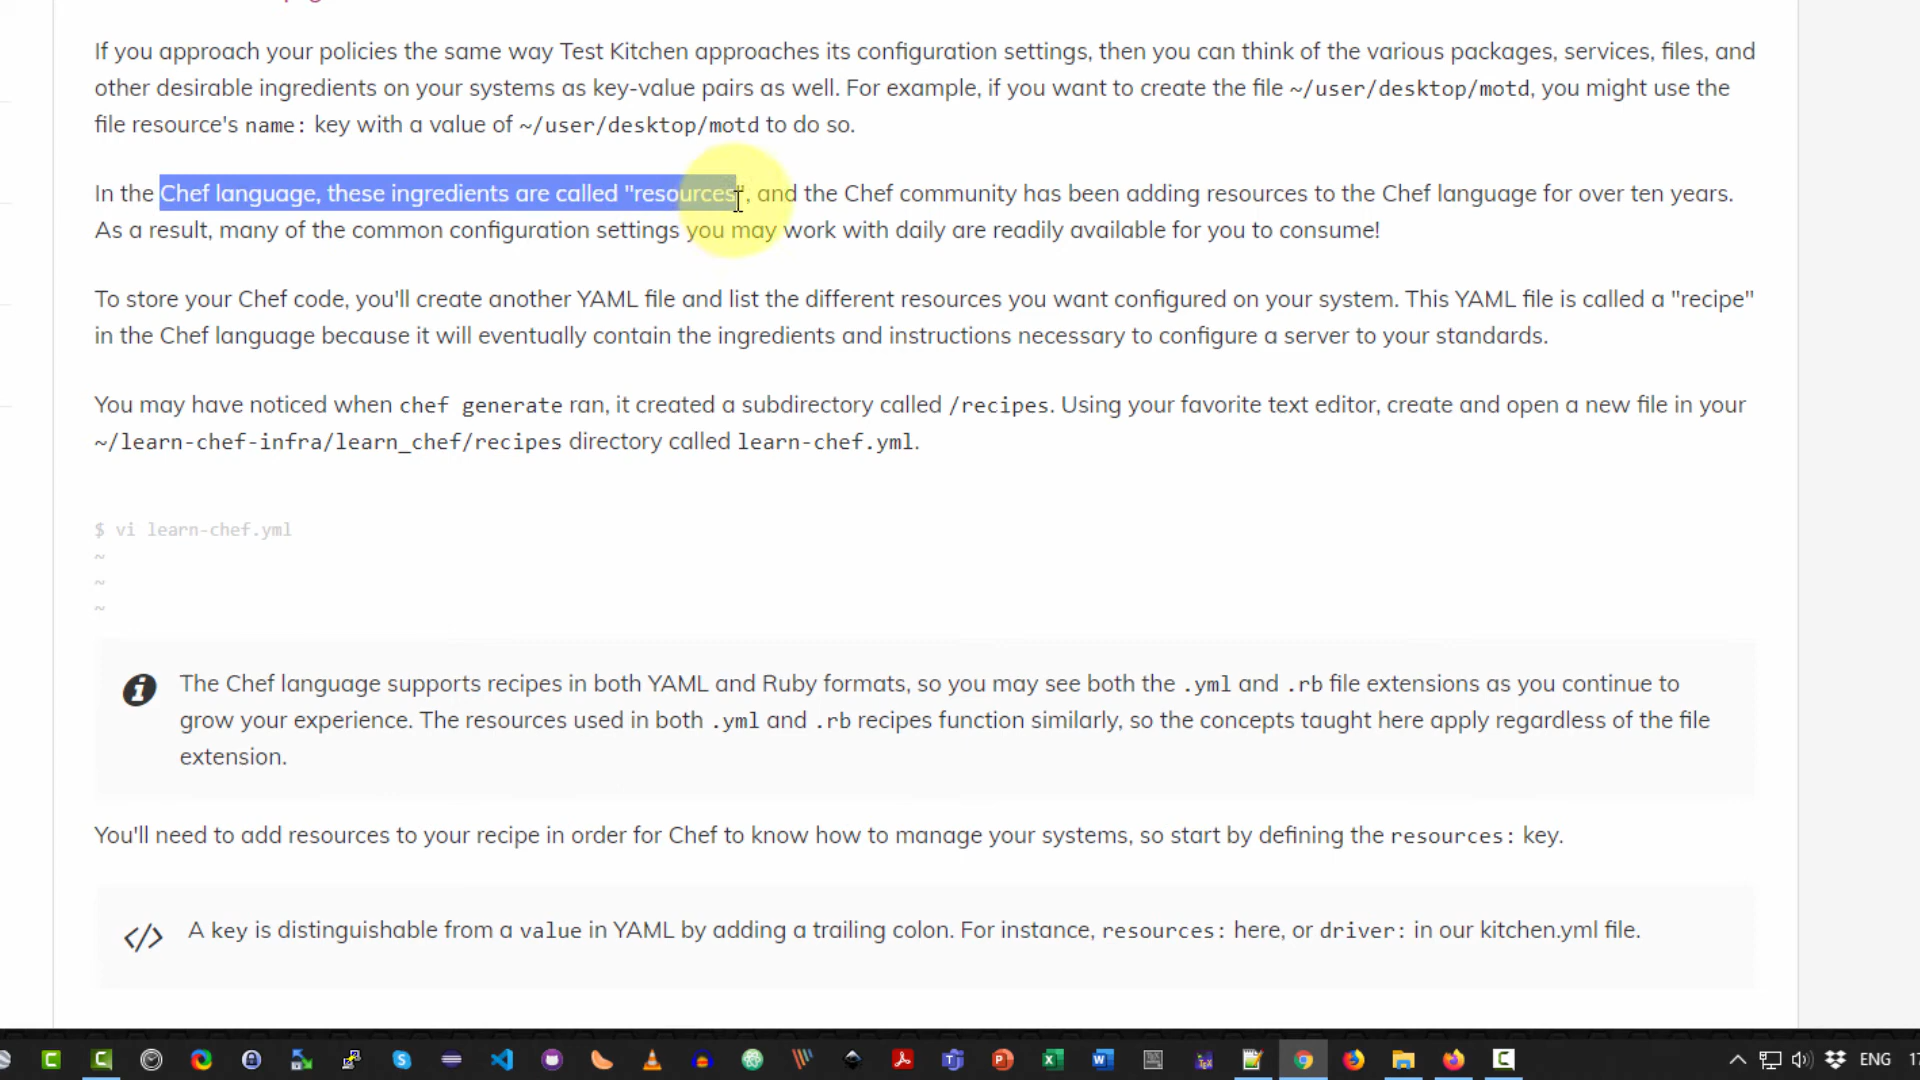 If you approach your policies the same way Test Kitchen approaches its configuration settings, then you can think of the various packages, services, files, and
other desirable ingredients on your systems as key-value pairs as well. For example, if you want to create the file ~/user/desktop/motd, you might use the
file resource's name: key with a value of ~/user/desktop/motd to do so.
In the Chef language, these ingredients are called "resources", and the Chef community has been adding resources to the Chef language for over ten years.
As a result, many of the common configuration settings you may work with daily are readily available for you to consume!
To store your Chef code, you'll create another YAML file and list the different resources you want configured on your system. This YAML file is called a "recipe"
in the Chef language because it will eventually contain the ingredients and instructions necessary to configure a server to your standards.
You may have noticed when chef generate ran, it created a subdirectory called /recipes. Using your favorite text editor, create and open a new file in your
~/learn-chef-infra/learn_chef/recipes directory called learn-chef.yml.
$ vi learn-chef.yml
~
~
~
The Chef language supports recipes in both YAML and Ruby formats, so you may see both the .yml and .rb file extensions as you continue to
grow your experience. The resources used in both .yml and .rb recipes function similarly, so the concepts taught here apply regardless of the file
extension.
You'll need to add resources to your recipe in order for Chef to know how to manage your systems, so start by defining the resources: key.
</> A key is distinguishable from a value in YAML by adding a trailing colon. For instance, resources: here, or driver: in our kitchen.yml file.
ENG